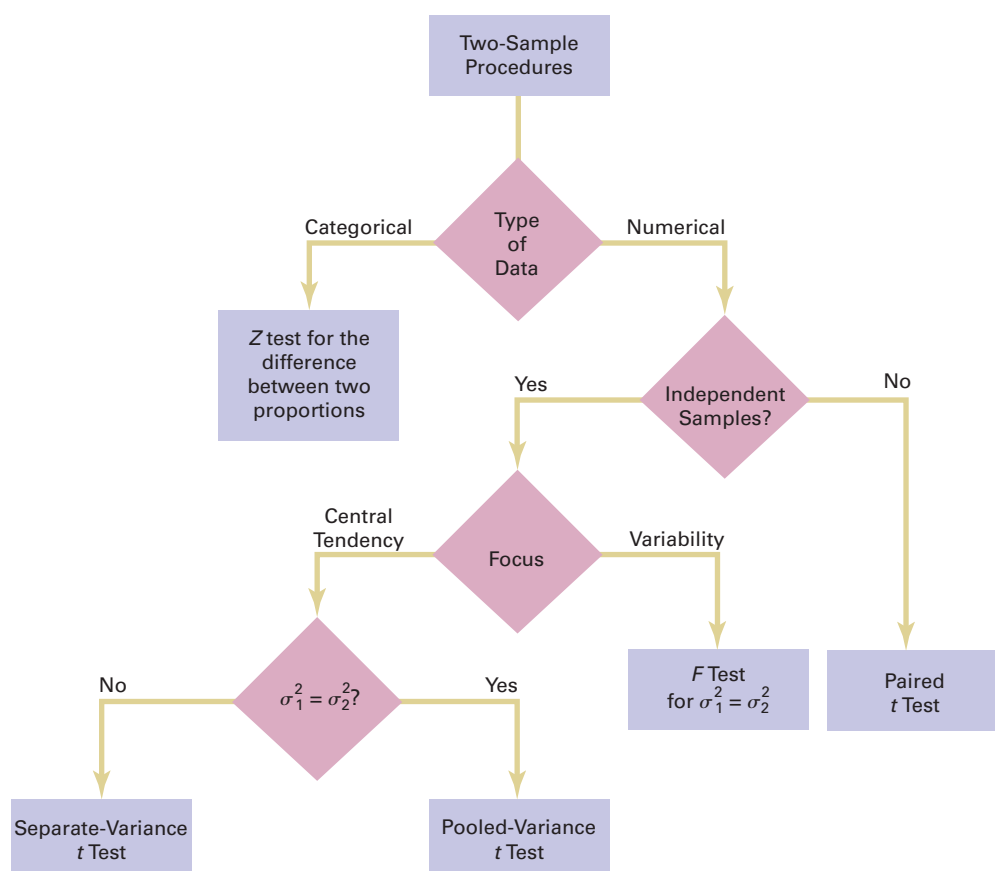 Two-Sample
Procedures
Type
of
Data
Categorical
Numerical
Z test for the
difference
between two
proportions
Independent
Samples?
Yes
No
Focus
Central
Tendency
Variability
σ₁² = σ₂²?
No
Yes
F Test
for σ₁² = σ₂²
Paired
t Test
Separate-Variance
t Test
Pooled-Variance
t Test